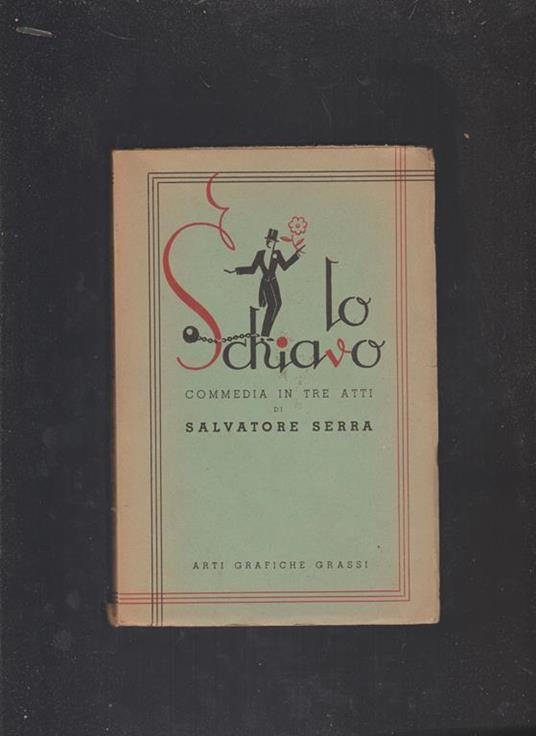 lo
Schiavo
COMMEDIA IN TRE ATTI
DI
SALVATORE SERRA
ARTI GRAFICHE GRASSI